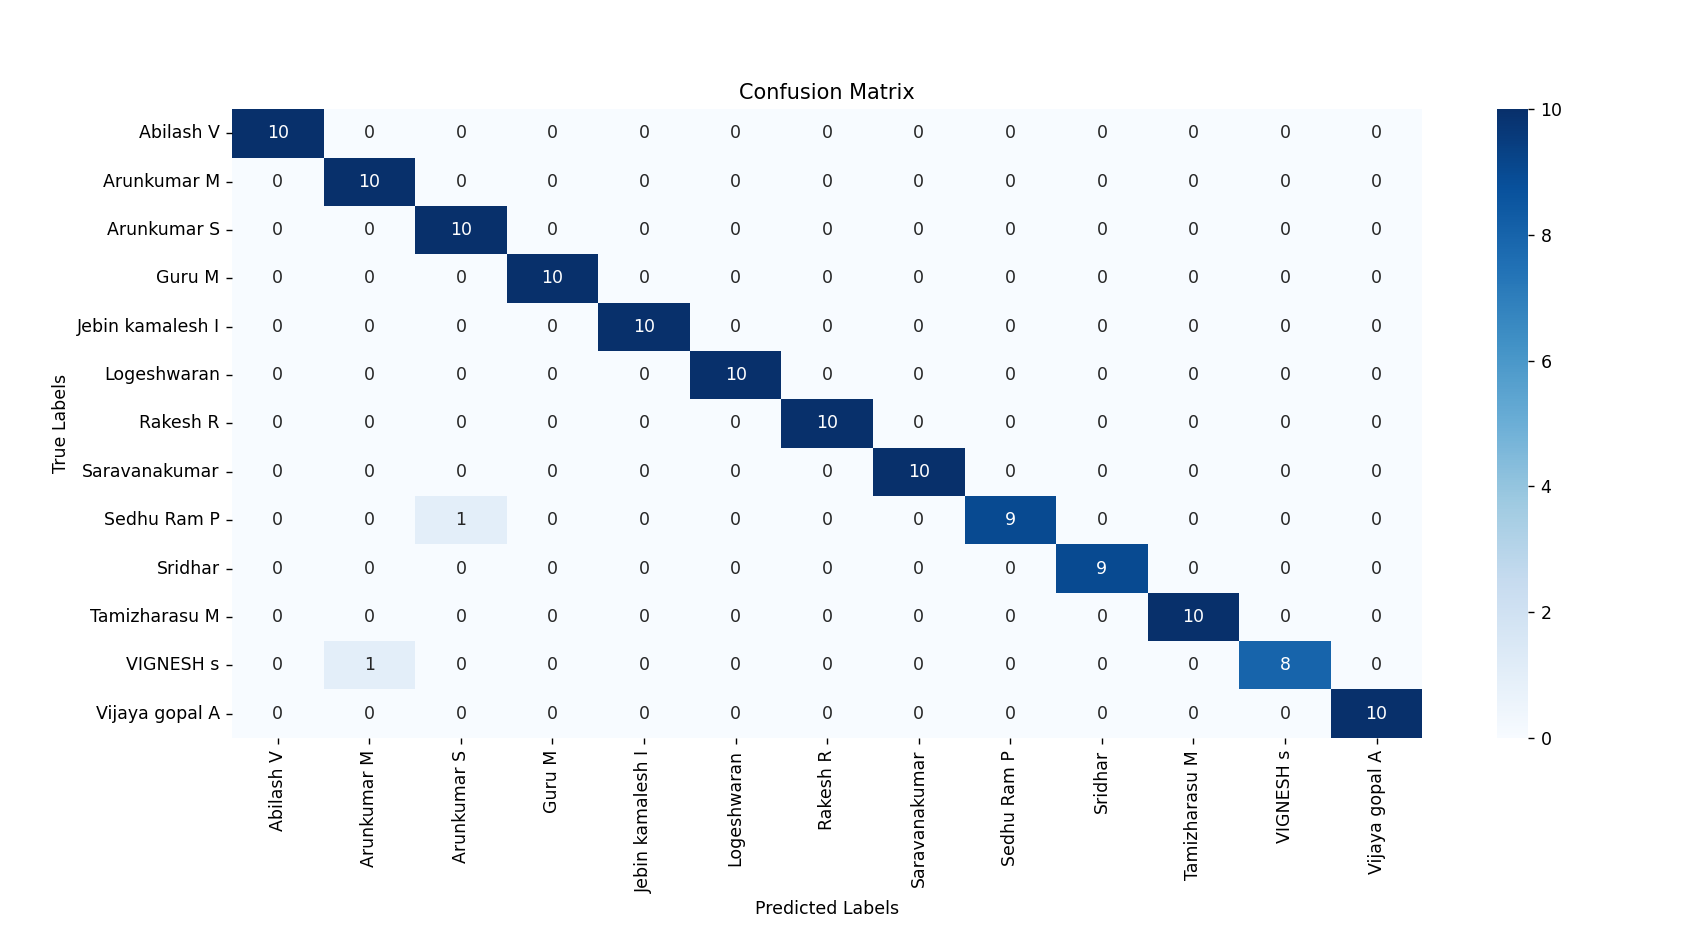 Confusion Matrix
True Labels
Abilash V 10 0 0 0 0 0 0 0 0 0 0 0 0
Arunkumar M 0 10 0 0 0 0 0 0 0 0 0 0 0
Arunkumar S 0 0 10 0 0 0 0 0 0 0 0 0 0
Guru M 0 0 0 10 0 0 0 0 0 0 0 0 0
Jebin kamalesh I 0 0 0 0 10 0 0 0 0 0 0 0 0
Logeshwaran 0 0 0 0 0 10 0 0 0 0 0 0 0
Rakesh R 0 0 0 0 0 0 10 0 0 0 0 0 0
Saravanakumar 0 0 0 0 0 0 0 10 0 0 0 0 0
Sedhu Ram P 0 0 1 0 0 0 0 0 9 0 0 0 0
Sridhar 0 0 0 0 0 0 0 0 0 9 0 0 0
Tamizharasu M 0 0 0 0 0 0 0 0 0 0 10 0 0
VIGNESH s 0 1 0 0 0 0 0 0 0 0 0 8 0
Vijaya gopal A 0 0 0 0 0 0 0 0 0 0 0 0 10
Abilash V
Arunkumar M
Arunkumar S
Guru M
Jebin kamalesh I
Logeshwaran
Rakesh R
Saravanakumar
Sedhu Ram P
Sridhar
Tamizharasu M
VIGNESH s
Vijaya gopal A
Predicted Labels
10
8
6
4
2
0